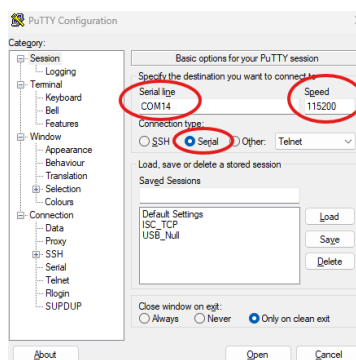 PuTTY Configuration
Category:
Session
Logging
Terminal
Keyboard
Bell
Features
Window
Appearance
Behaviour
Translation
Selection
Colours
Connection
Data
Proxy
SSH
Serial
Telnet
Rlogin
SUPDUP
Basic options for your PuTTY session
Specify the destination you want to connect to
Serial line Speed
COM14 115200
Connection type:
SSH Serial Other: Telnet
Load, save or delete a stored session
Saved Sessions
Default Settings
ISC_TCP
USB_Null
Load
Save
Delete
Close window on exit:
Always Never Only on clean exit
About Open Cancel